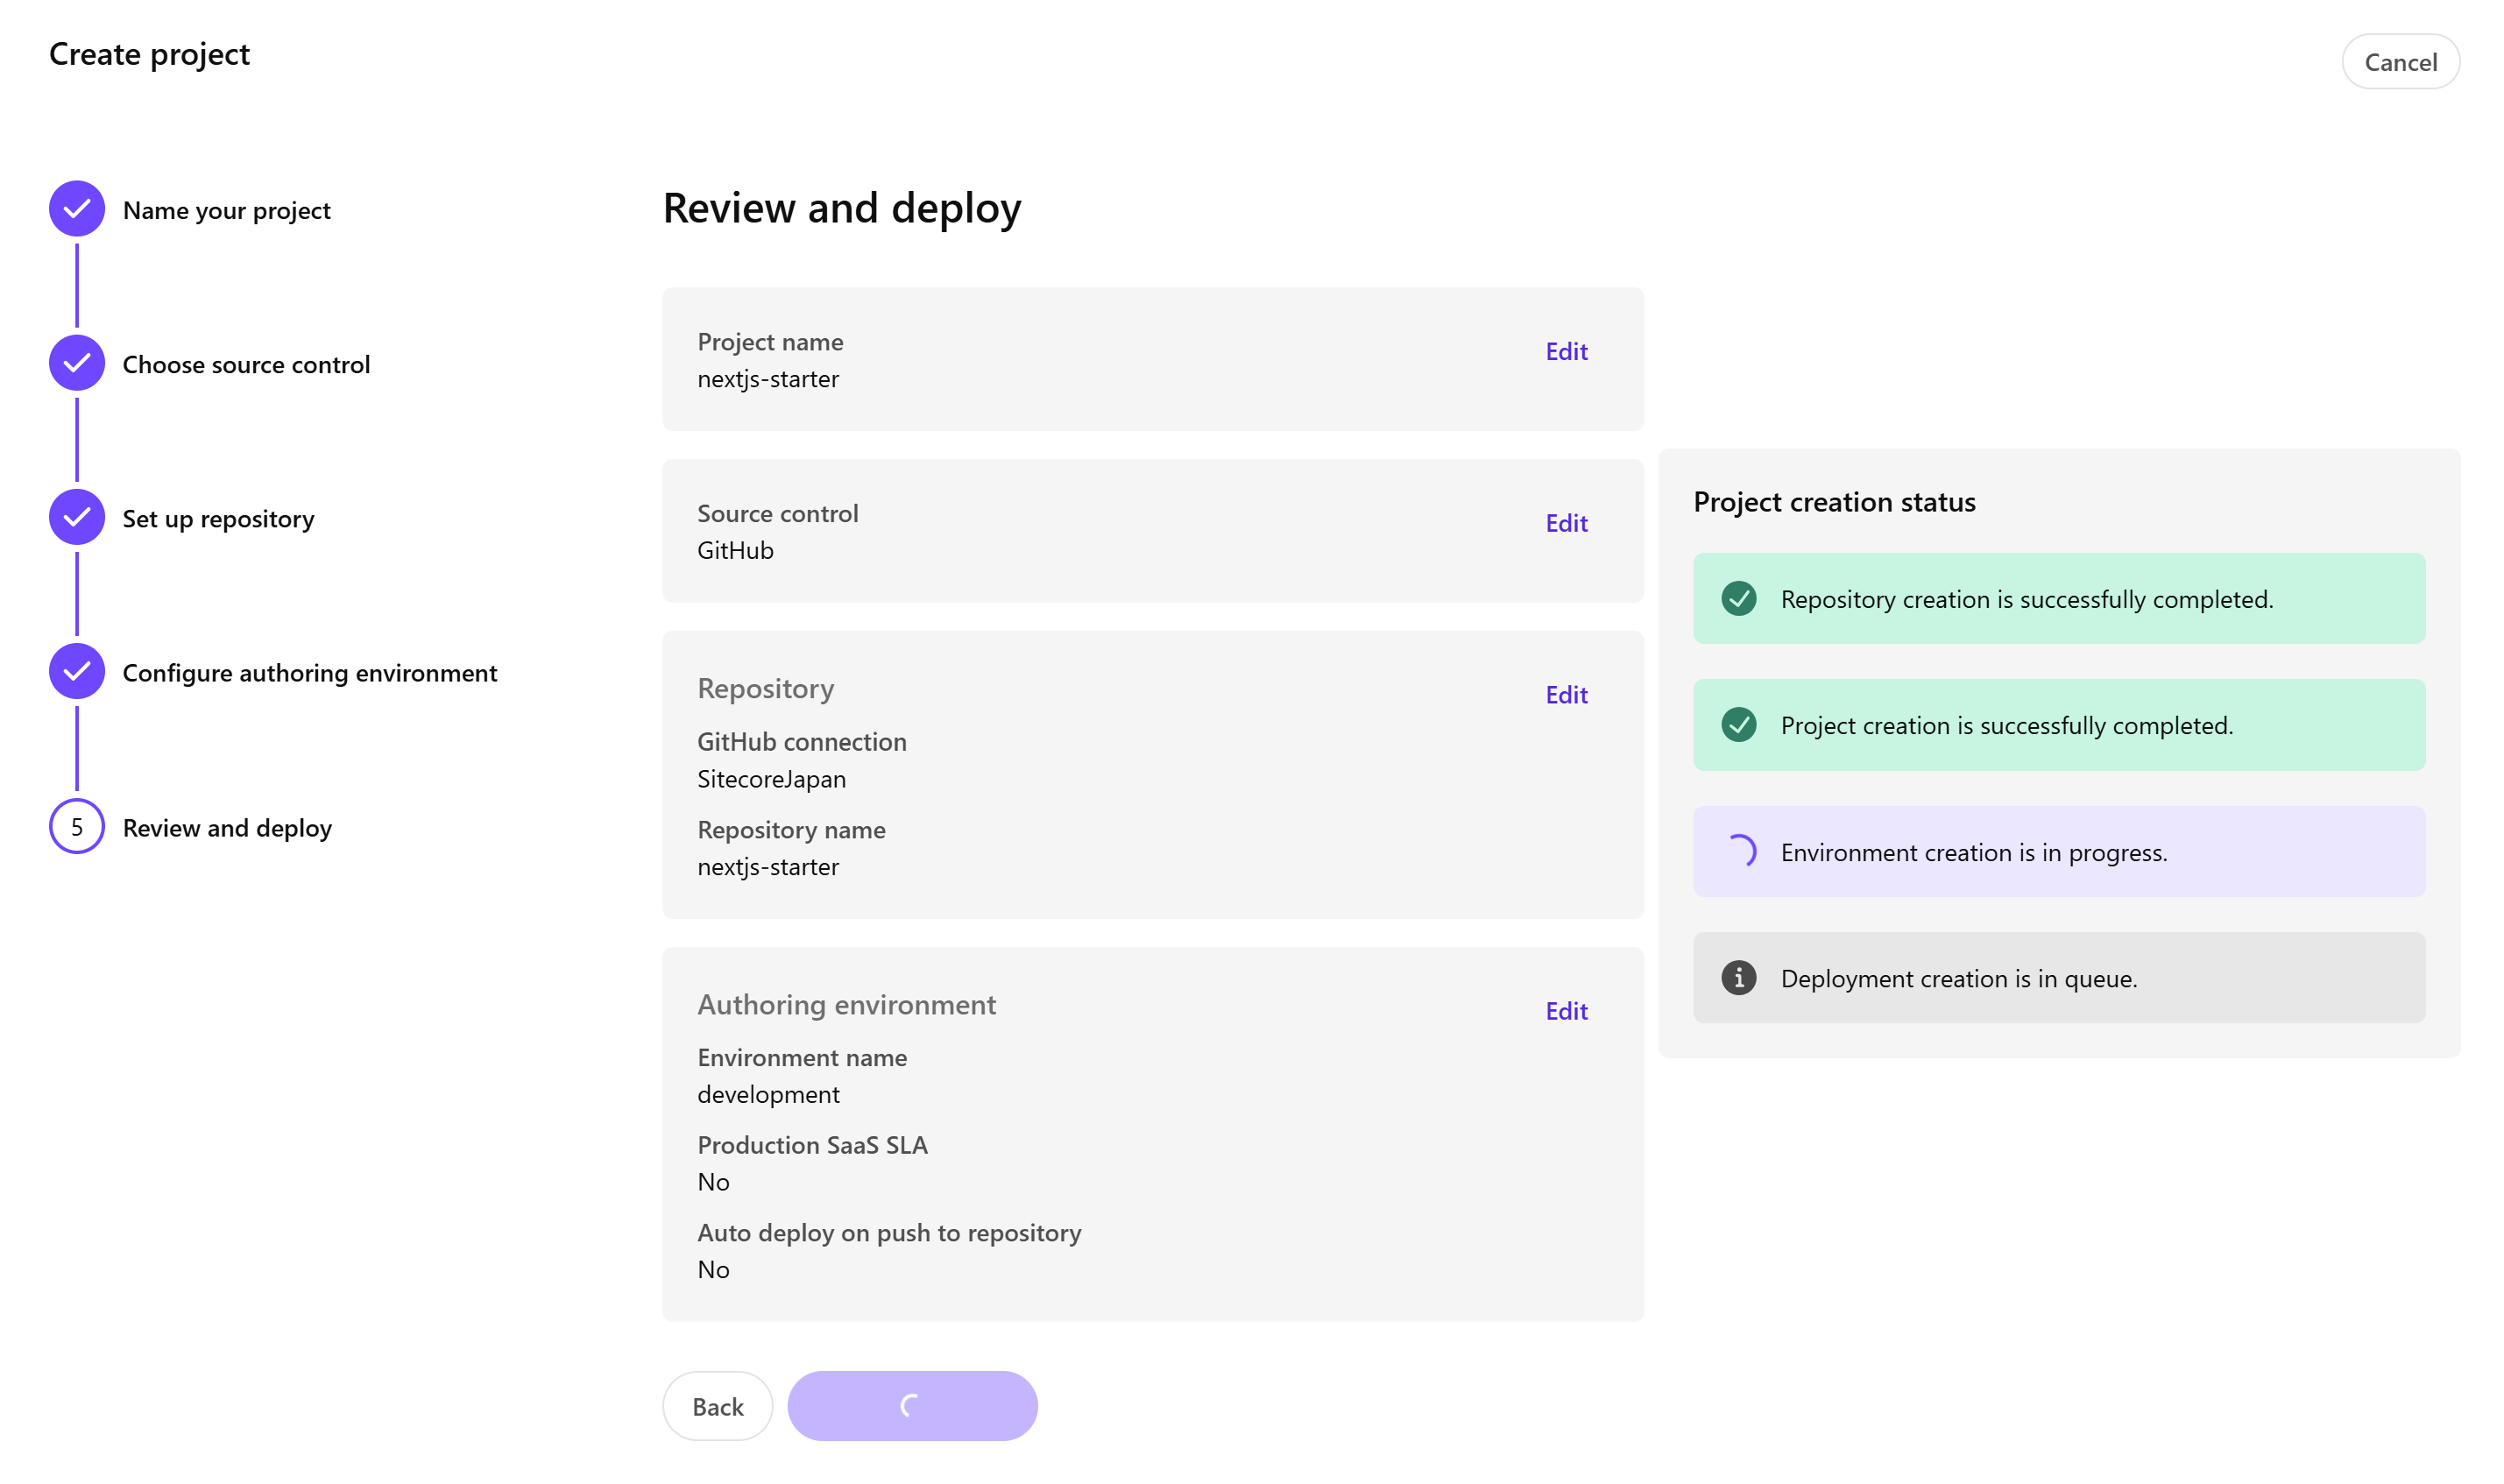 Create project
Cancel
Name your project
Choose source control
Set up repository
Configure authoring environment
5
Review and deploy
Review and deploy
Project name
Edit
nextjs-starter
Source control
Edit
GitHub
Repository
Edit
GitHub connection
SitecoreJapan
Repository name
nextjs-starter
Authoring environment
Edit
Environment name
development
Production SaaS SLA
No
Auto deploy on push to repository
No
Back
Project creation status
Repository creation is successfully completed.
Project creation is successfully completed.
Environment creation is in progress.
Deployment creation is in queue.